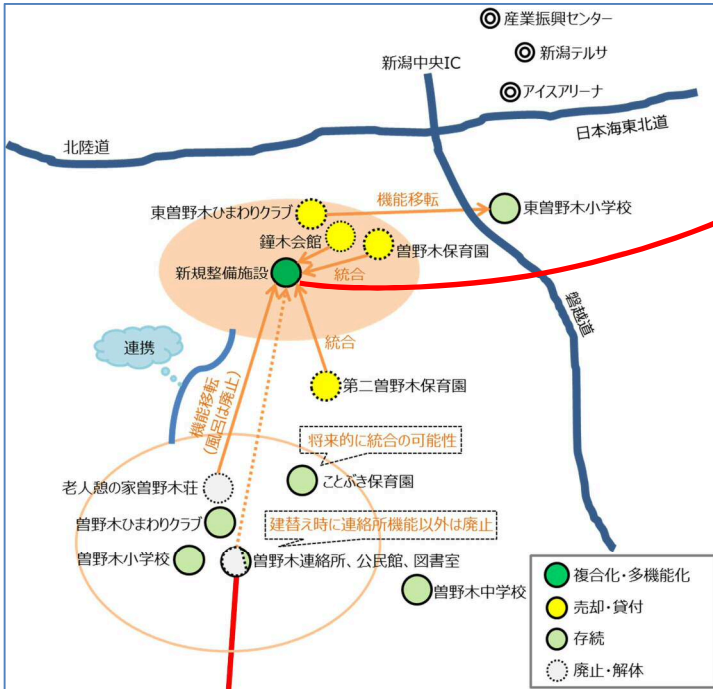 産業振興センター
新潟テルサ
新潟中央IC
アイスアリーナ
日本海東北道
北陸道
機能移転
東曽野木ひまわりクラブ
東曽野木小学校
鐘木会館
曽野木保育園
新規整備施設
統合
磐越道
連携
統合
第二曽野木保育園
機能移転
(風呂は廃止)
将来的に統合の可能性
老人憩の家曽野木荘
ことぶき保育園
曽野木ひまわりクラブ
建替え時に連絡所機能以外は廃止
曽野木小学校
曽野木連絡所、公民館、図書室
曽野木中学校
複合化・多機能化
売却・貸付
存続
廃止・解体